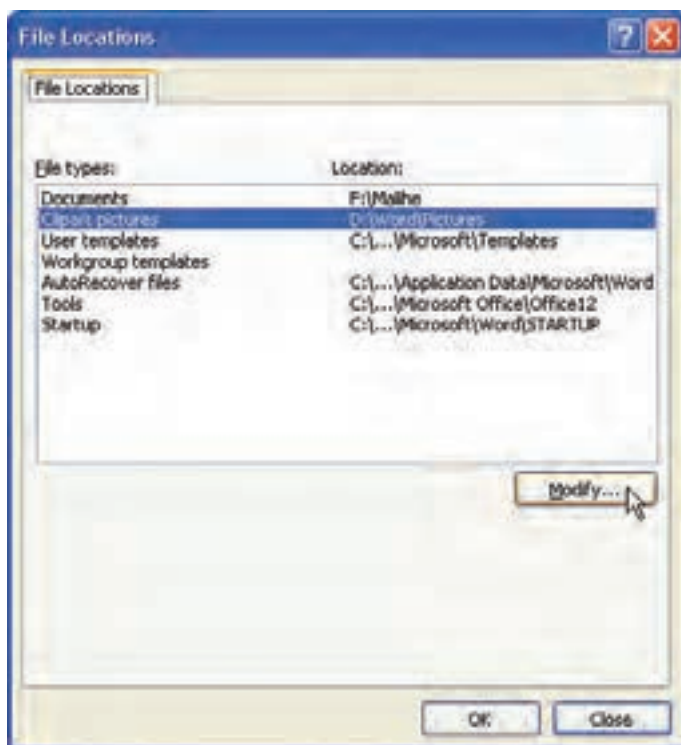 File Locations
File Locations
File types: Location:
Documents F:\Malihe
Clipart pictures D:\Word\Pictures
User templates C:\...\Microsoft\Templates
Workgroup templates
AutoRecover files C:\...\Application Data\Microsoft\Word
Tools C:\...\Microsoft Office\Office12
Startup C:\...\Microsoft\Word\STARTUP
Modify...
OK Close